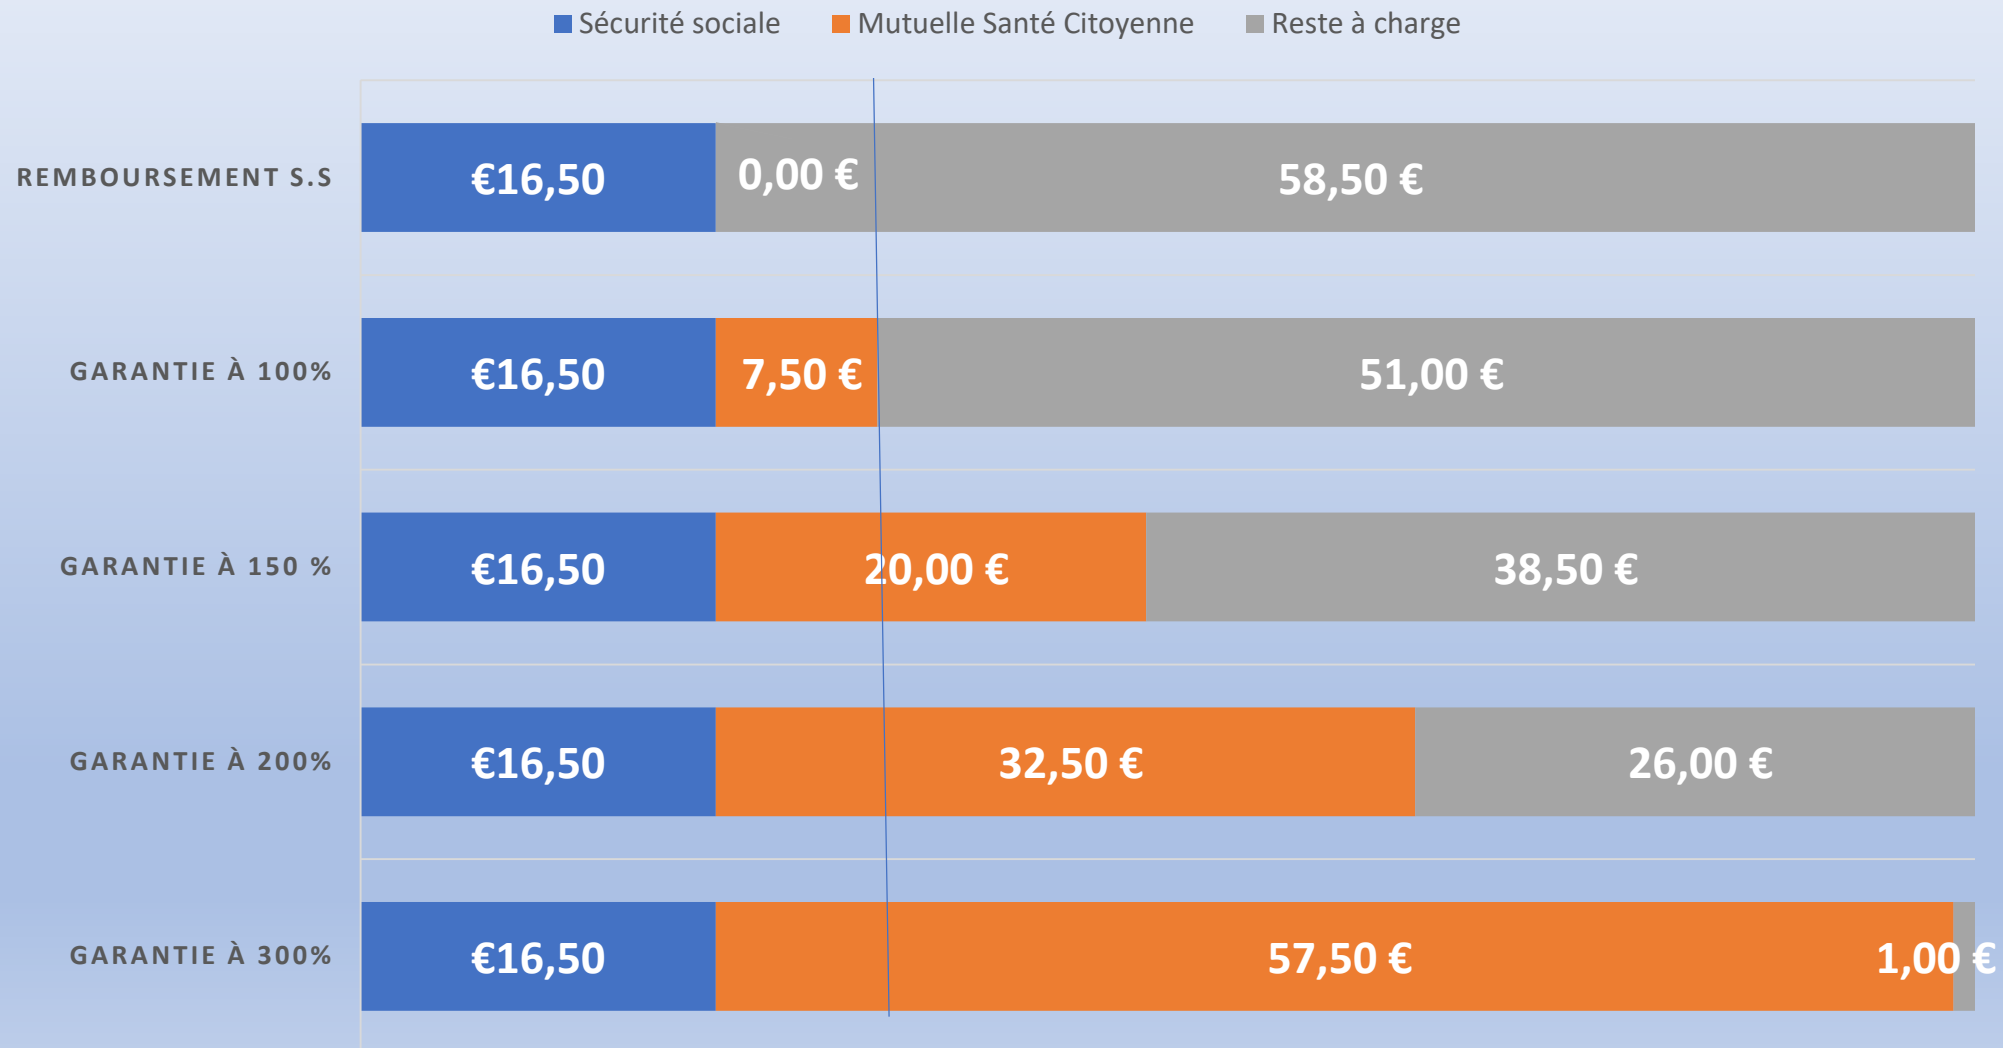 Sécurité sociale Mutuelle Santé Citoyenne Reste à charge
REMBOURSEMENT S.S €16,50 0,00 € 58,50 €
GARANTIE À 100% €16,50 7,50 € 51,00 €
GARANTIE À 150 % €16,50 20,00 € 38,50 €
GARANTIE À 200% €16,50 32,50 € 26,00 €
GARANTIE À 300% €16,50 57,50 € 1,00 €